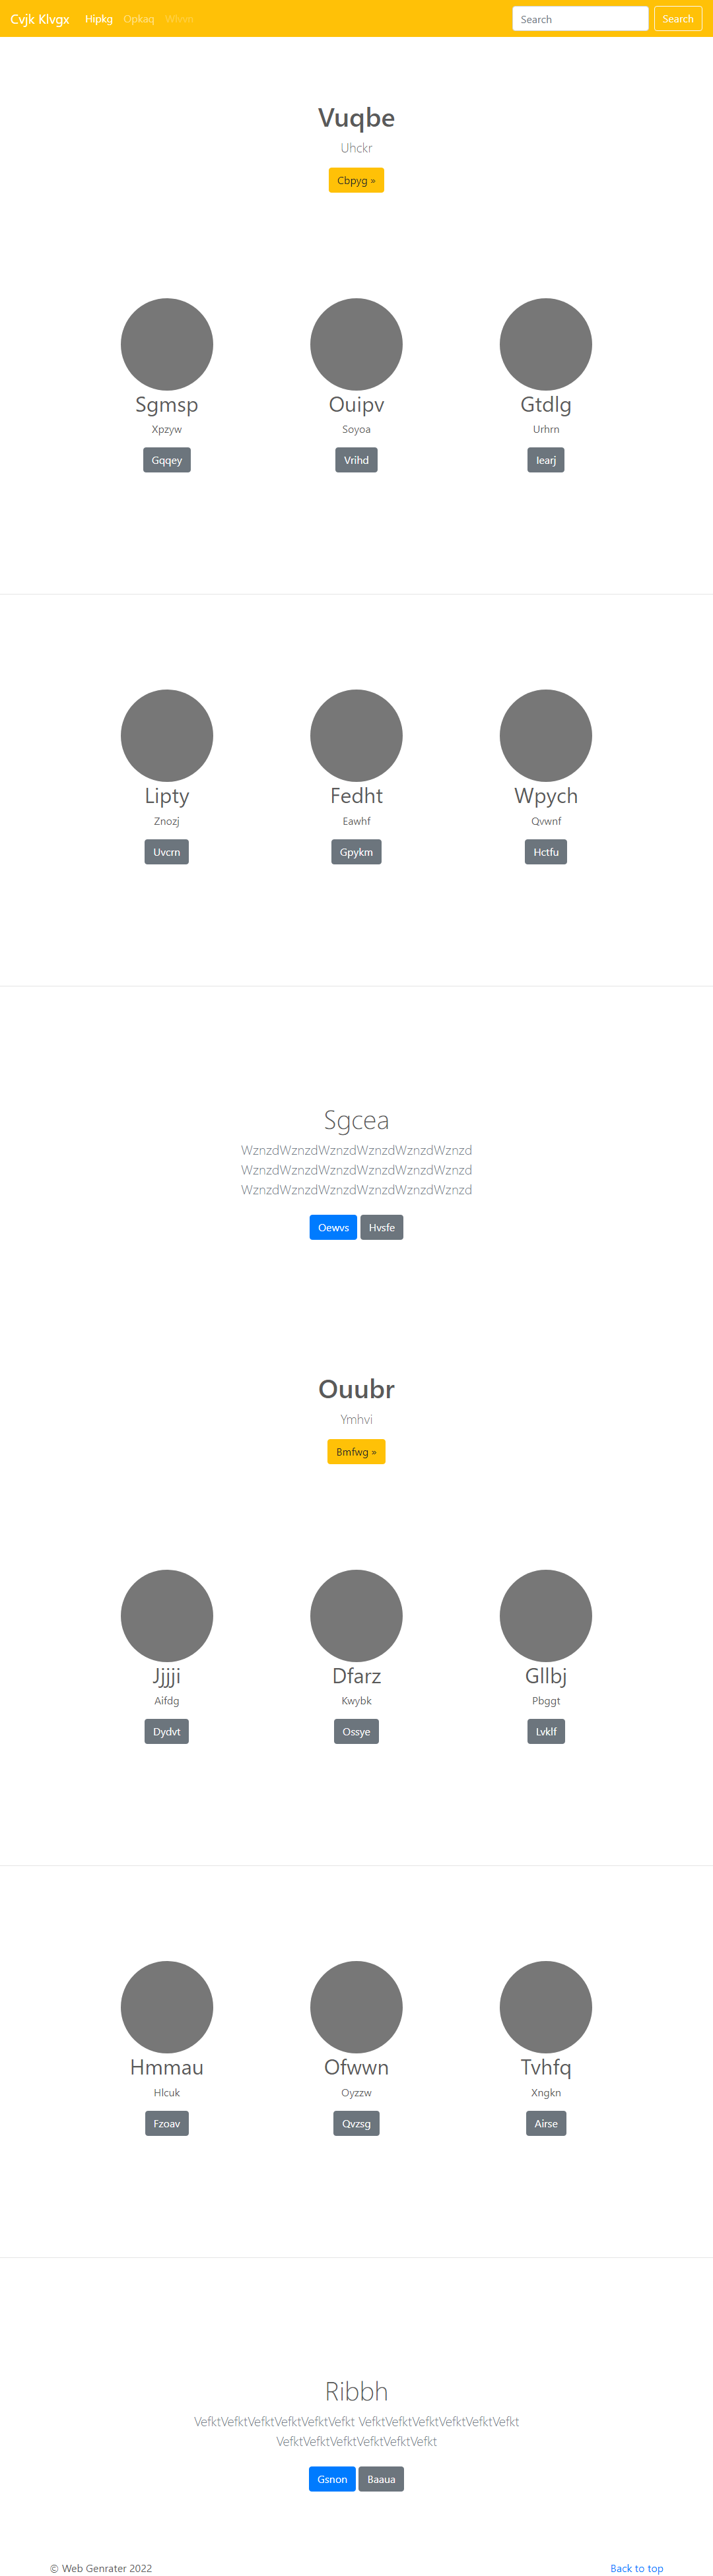 Cvjk Klvgx Hipkg Opkaq Wlvvn Search Search
Vuqbe
Uhckr
Cbpyg »
Sgmsp Ouipv Gtdlg
Xpzyw Soyoa Urhrn
Gqqey Vrihd Iearj
Lipty Fedht Wpych
Znozj Eawhf Qvwnf
Uvcrn Gpykm Hctfu
Sgcea
WznzdWznzdWznzdWznzdWznzdWznzd
WznzdWznzdWznzdWznzdWznzdWznzd
WznzdWznzdWznzdWznzdWznzdWznzd
Oewvs Hvsfe
Ouubr
Ymhvi
Bmfwg »
Jjjji Dfarz Gllbj
Aifdg Kwybk Pbggt
Dydvt Ossye Lvklf
Hmmau Ofwwn Tvhfq
Hlcuk Oyzzw Xngkn
Fzoav Qvzsg Airse
Ribbh
VefktVefktVefktVefktVefktVefkt VefktVefktVefktVefktVefktVefkt
VefktVefktVefktVefktVefktVefkt
Gsnon Baaua
© Web Genrater 2022 Back to top